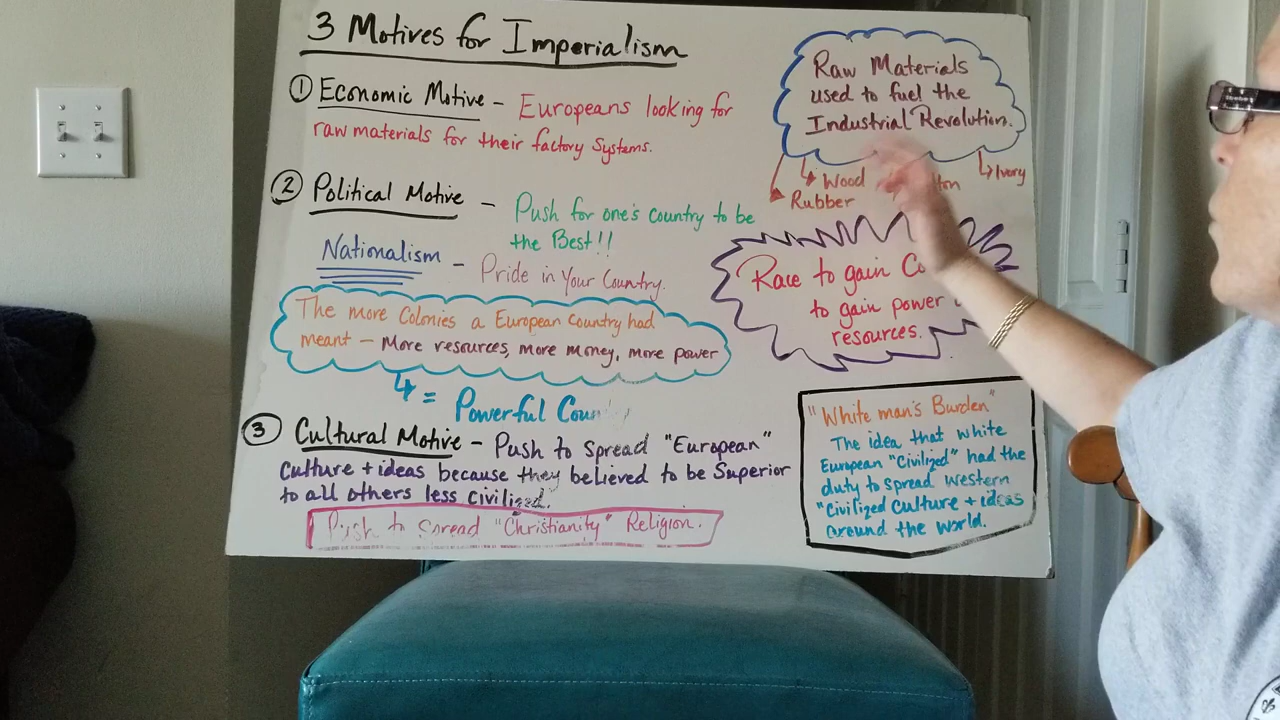 3 Motives for Imperialism
① Economic Motive - Europeans looking for
raw materials for their factory Systems.
② Political Motive - Push for one's country to be
the Best!!
Nationalism - Pride in Your Country.
The more Colonies a European Country had
meant - More resources, more money, more power
= Powerful
③ Cultural Motive - Push to Spread "European"
Culture + ideas because they believed to be Superior
to all others less Civilized.
Push to Spread "Christianity" Religion.
Raw Materials
used to fuel the
Industrial Revolution.
Wood Ivory
Rubber
Race to gain
to gain power
resources.
"White man's Burden"
The idea that white
European "Civilized" had the
duty to spread western
"Civilized Culture + ideas
around the world.